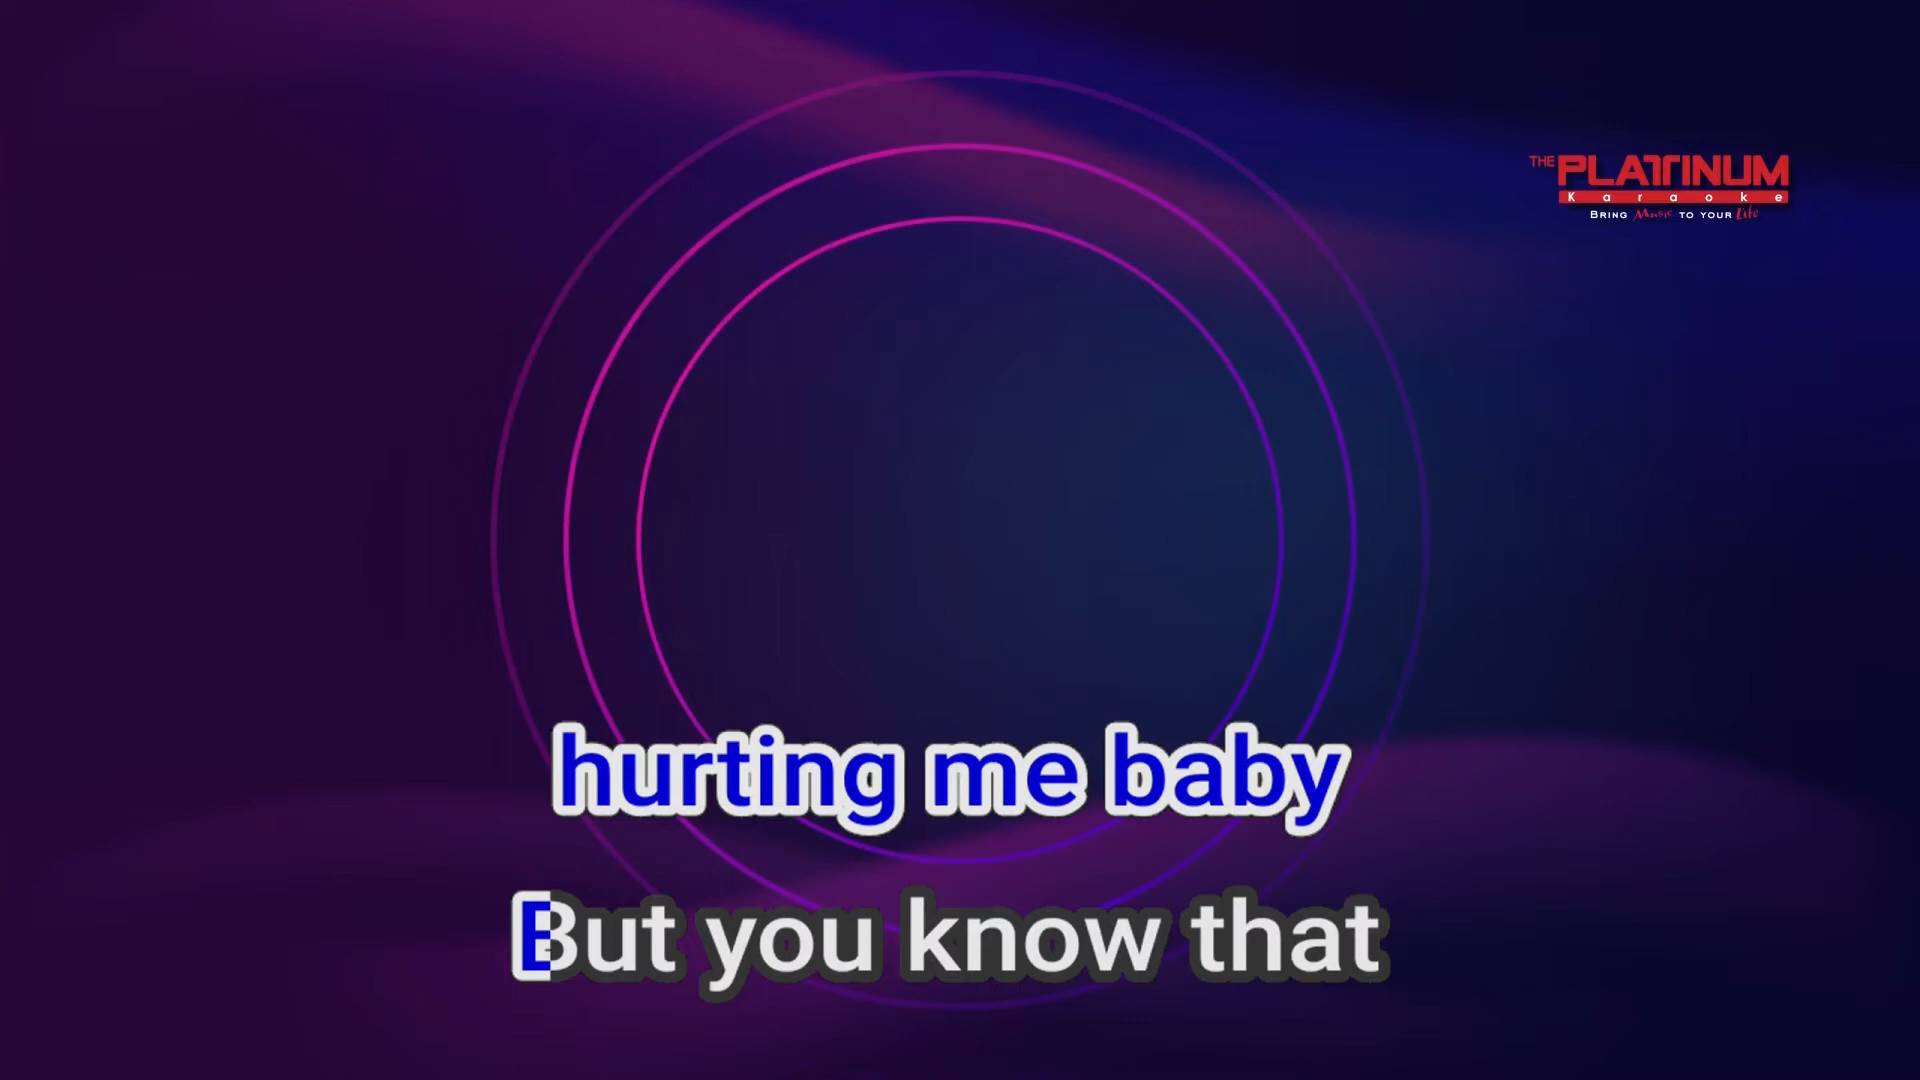 THE PLATINUM
Karaoke
BRING Music TO YOUR Life
hurting me baby
But you know that